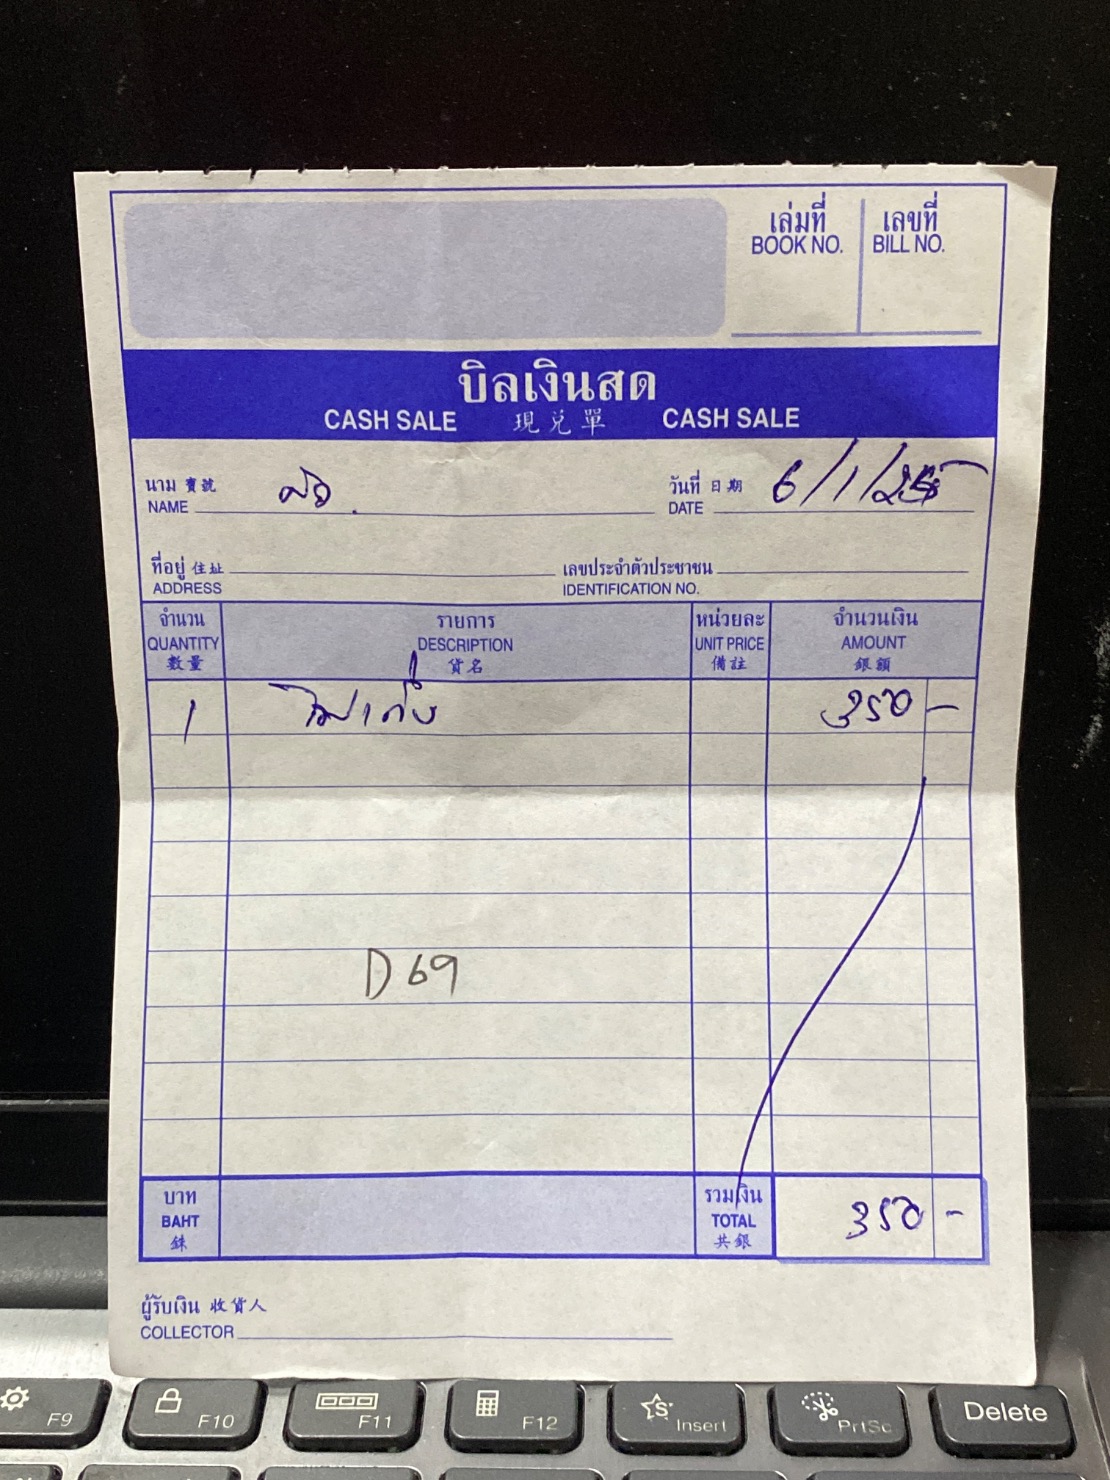 เล่มที่ เลขที่
BOOK NO. BILL NO.
บิลเงินสด
CASH SALE 現兑單 CASH SALE
นาม 寶號 วันที่ 日期 6/1/25
NAME DATE
ที่อยู่ 住址 เลขประจำตัวประชาชน
ADDRESS IDENTIFICATION NO.
จำนวน รายการ หน่วยละ จำนวนเงิน
QUANTITY DESCRIPTION UNIT PRICE AMOUNT
數量 貨名 備註 銀額
1 350 -
D 69
บาท รวมเงิน
BAHT TOTAL 350 -
銖 共銀
ผู้รับเงิน 收貨人
COLLECTOR
F9 F10 F11 F12 Insert PrtSc Delete